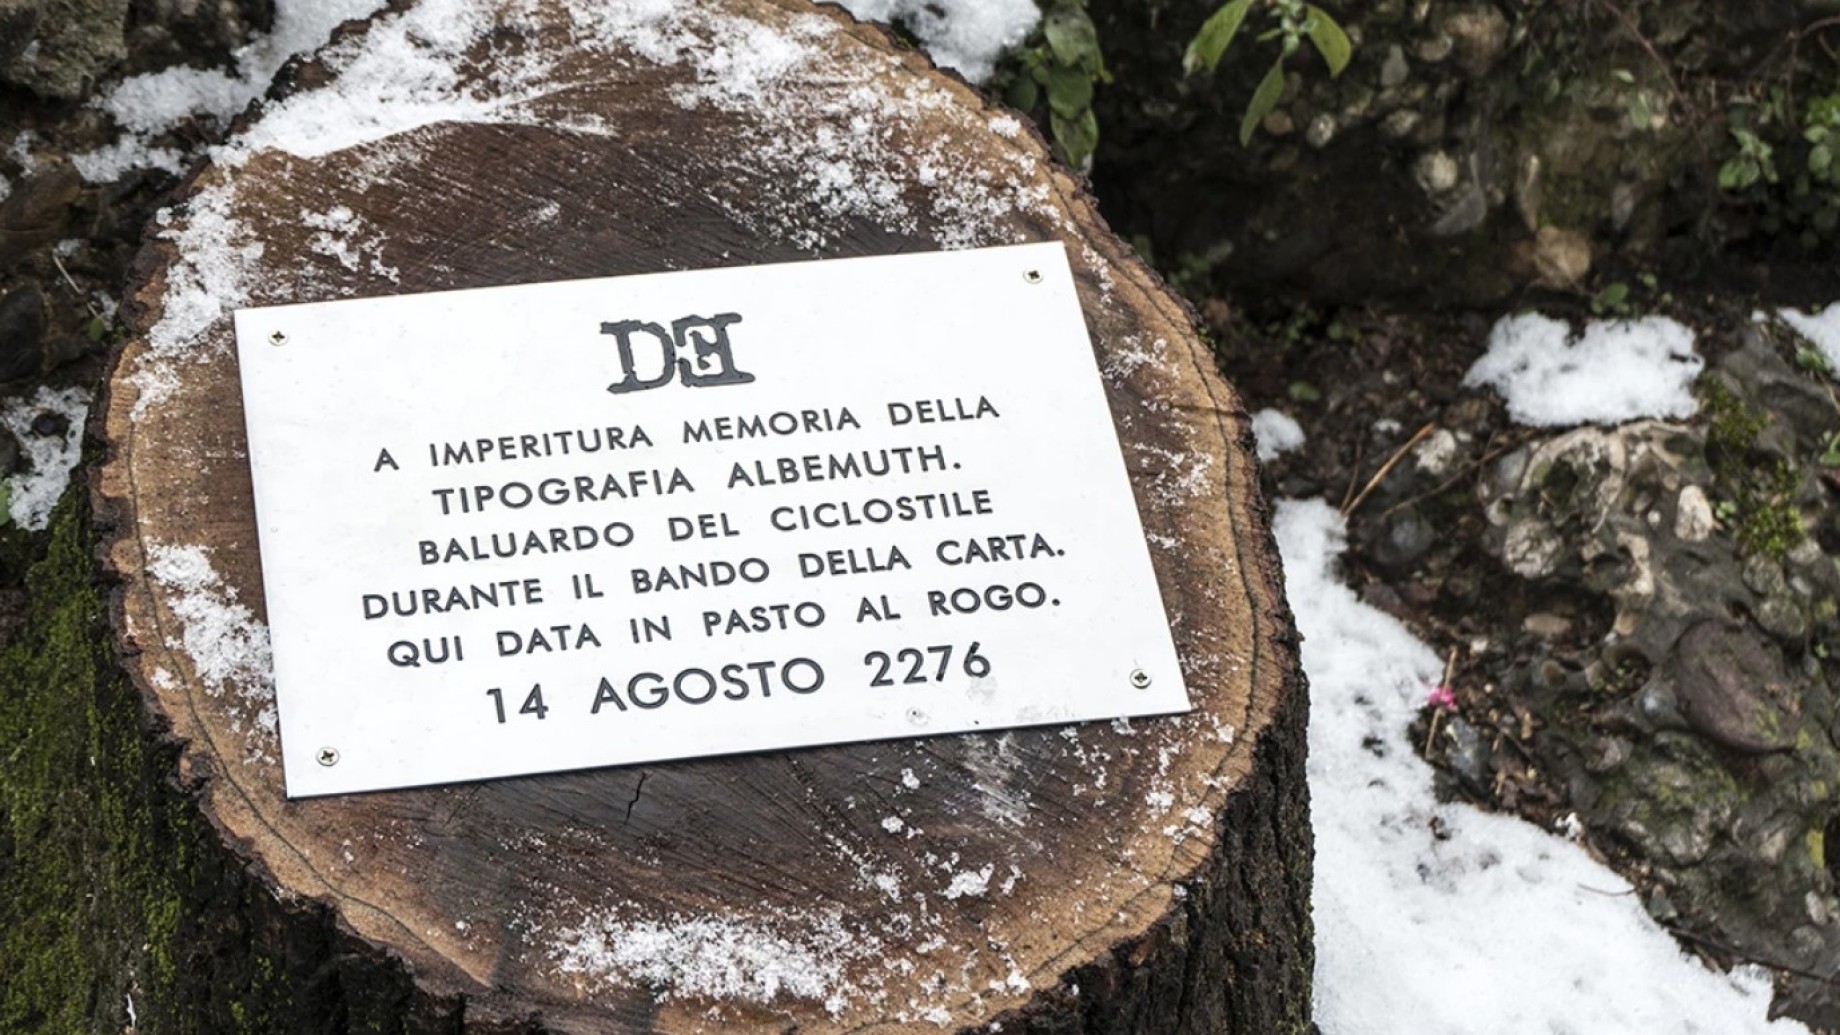 DE
A IMPERITURA MEMORIA DELLA
TIPOGRAFIA ALBEMUTH.
BALUARDO DEL CICLOSTILE
DURANTE IL BANDO DELLA CARTA.
QUI DATA IN PASTO AL ROGO.
14 AGOSTO 2276